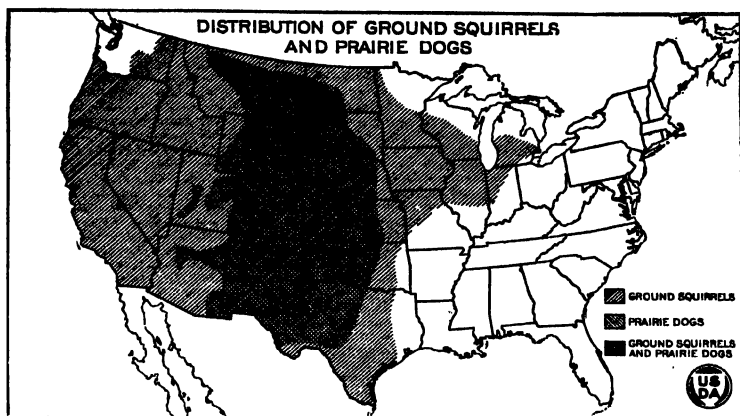 DISTRIBUTION OF GROUND SQUIRRELS
AND PRAIRIE DOGS
GROUND SQUIRRELS
PRAIRIE DOGS
GROUND SQUIRRELS
AND PRAIRIE DOGS
US
DA